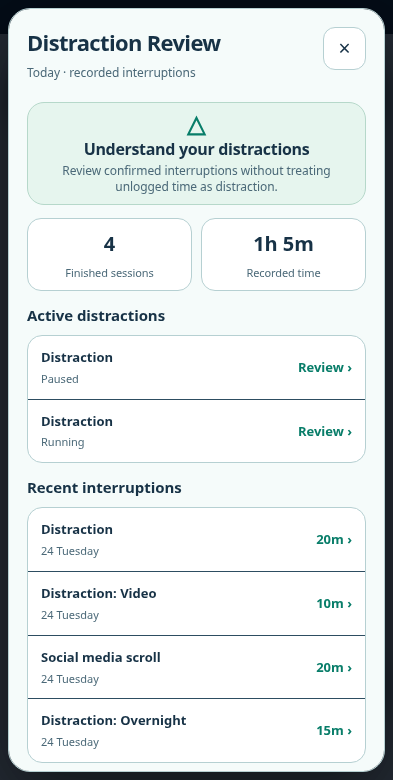 Distraction Review
Today · recorded interruptions
✕
Understand your distractions
Review confirmed interruptions without treating
unlogged time as distraction.
4
Finished sessions
1h 5m
Recorded time
Active distractions
Distraction
Paused
Review ›
Distraction
Running
Review ›
Recent interruptions
Distraction
24 Tuesday
20m ›
Distraction: Video
24 Tuesday
10m ›
Social media scroll
24 Tuesday
20m ›
Distraction: Overnight
24 Tuesday
15m ›